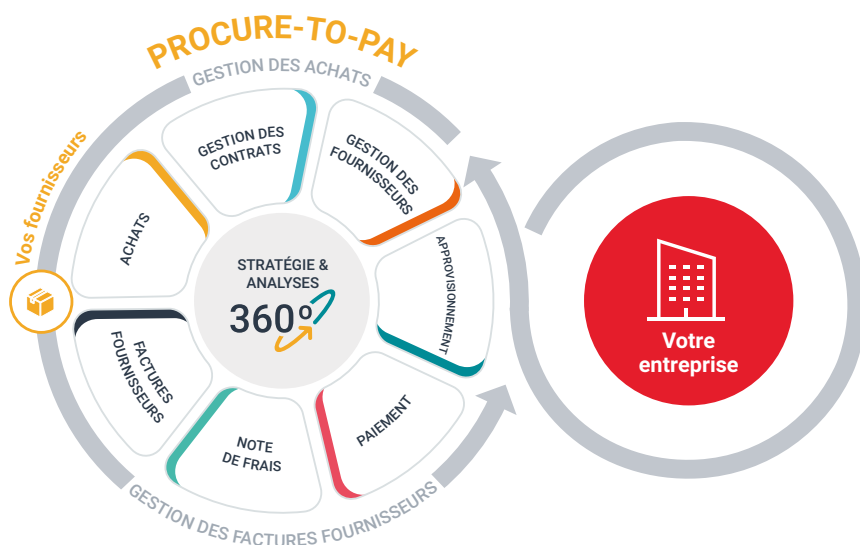 PROCURE-TO-PAY
GESTION DES ACHATS
Vos fournisseurs
GESTION DES
CONTRATS
GESTION DES
FOURNISSEURS
ACHATS
APPROVISIONNEMENT
STRATÉGIE &
ANALYSES
360°
FACTURES
FOURNISSEURS
NOTE
DE FRAIS
PAIEMENT
GESTION DES FACTURES FOURNISSEURS
Votre
entreprise